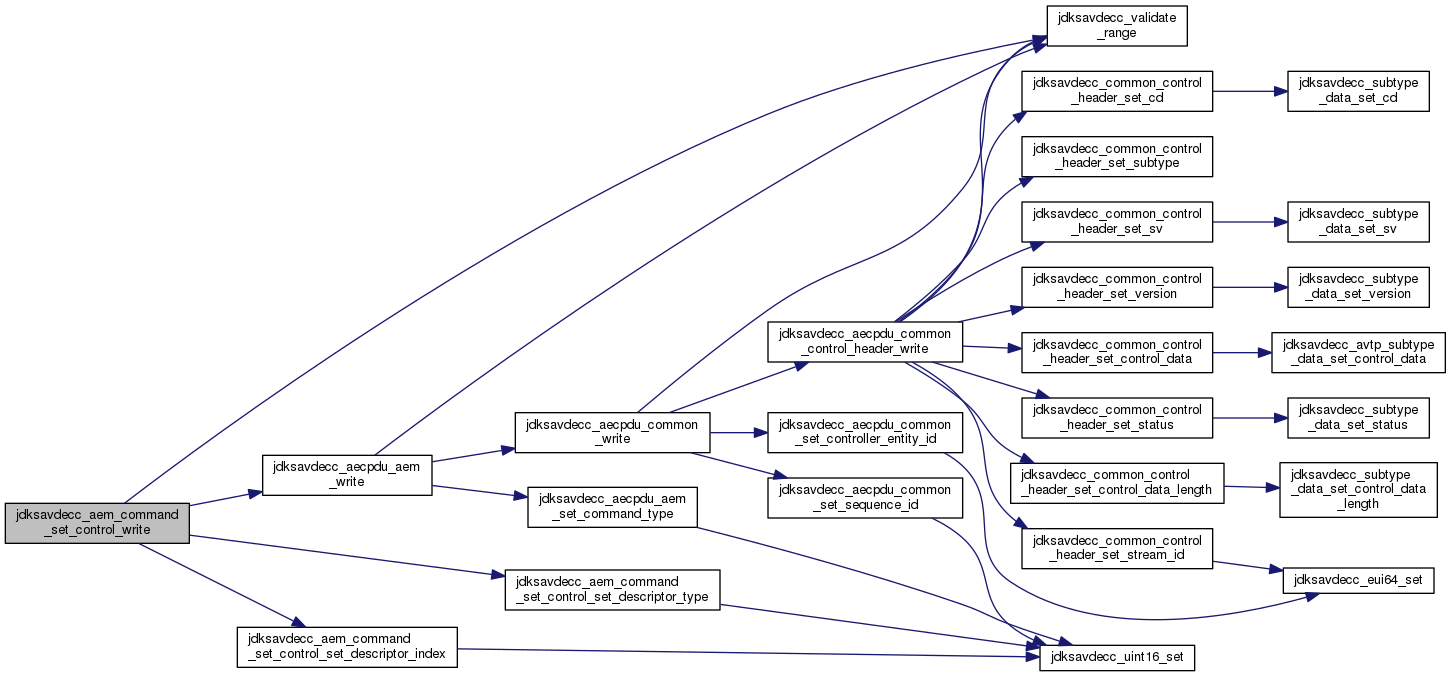 jdksavdecc_aem_command
_set_control_write
jdksavdecc_aecpdu_aem
_write
jdksavdecc_aem_command
_set_control_set_descriptor_type
jdksavdecc_aem_command
_set_control_set_descriptor_index
jdksavdecc_aecpdu_common
_write
jdksavdecc_aecpdu_aem
_set_command_type
jdksavdecc_aecpdu_common
_control_header_write
jdksavdecc_aecpdu_common
_set_controller_entity_id
jdksavdecc_aecpdu_common
_set_sequence_id
jdksavdecc_validate
_range
jdksavdecc_common_control
_header_set_cd
jdksavdecc_common_control
_header_set_subtype
jdksavdecc_common_control
_header_set_sv
jdksavdecc_common_control
_header_set_version
jdksavdecc_common_control
_header_set_control_data
jdksavdecc_common_control
_header_set_status
jdksavdecc_common_control
_header_set_control_data_length
jdksavdecc_common_control
_header_set_stream_id
jdksavdecc_uint16_set
jdksavdecc_subtype
_data_set_cd
jdksavdecc_subtype
_data_set_sv
jdksavdecc_subtype
_data_set_version
jdksavdecc_avtp_subtype
_data_set_control_data
jdksavdecc_subtype
_data_set_status
jdksavdecc_subtype
_data_set_control_data
_length
jdksavdecc_eui64_set